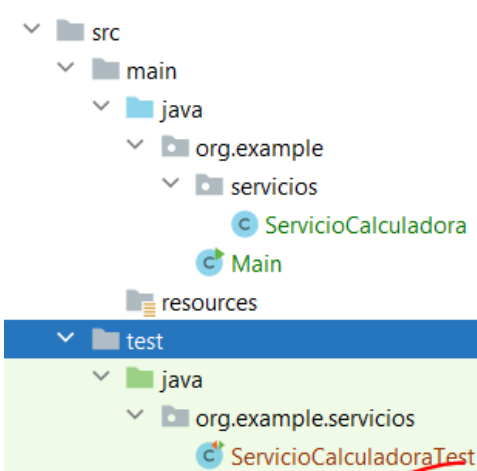 src
main
java
org.example
servicios
C ServicioCalculadora
C Main
resources
test
java
org.example.servicios
C ServicioCalculadoraTest